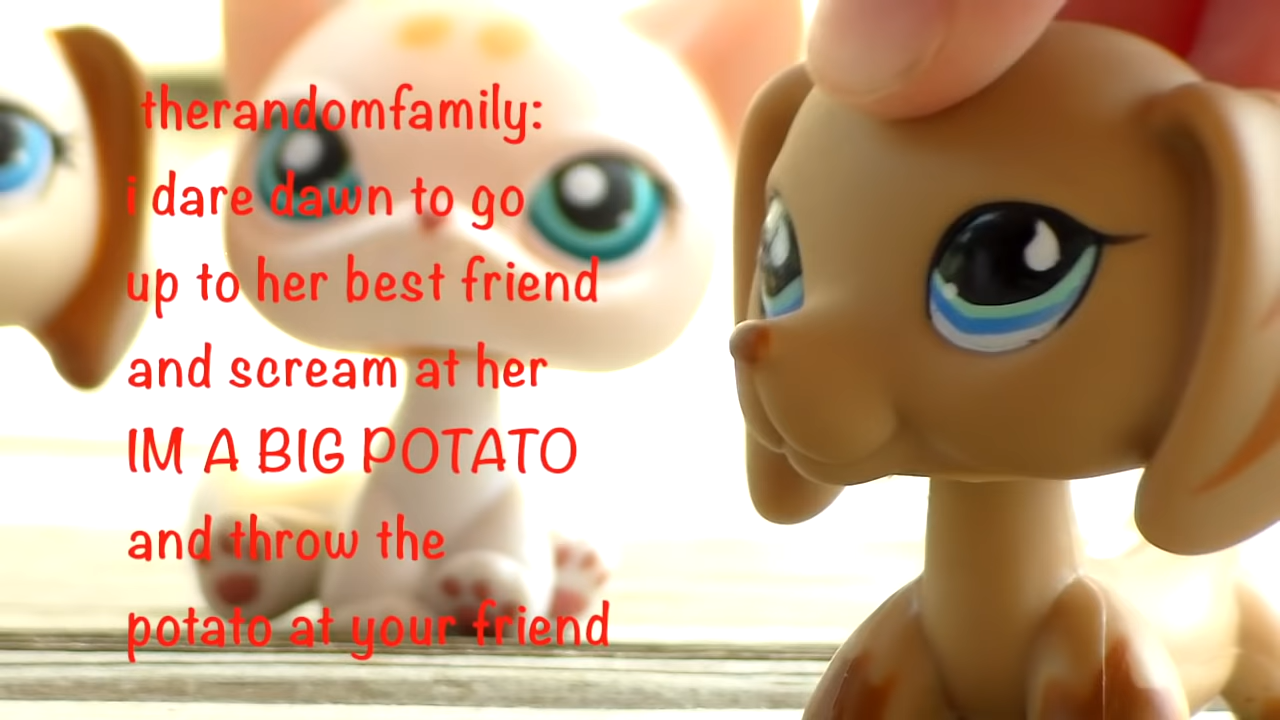 therandomfamily:
i dare dawn to go
up to her best friend
and scream at her
IM A BIG POTATO
and throw the
potato at your friend